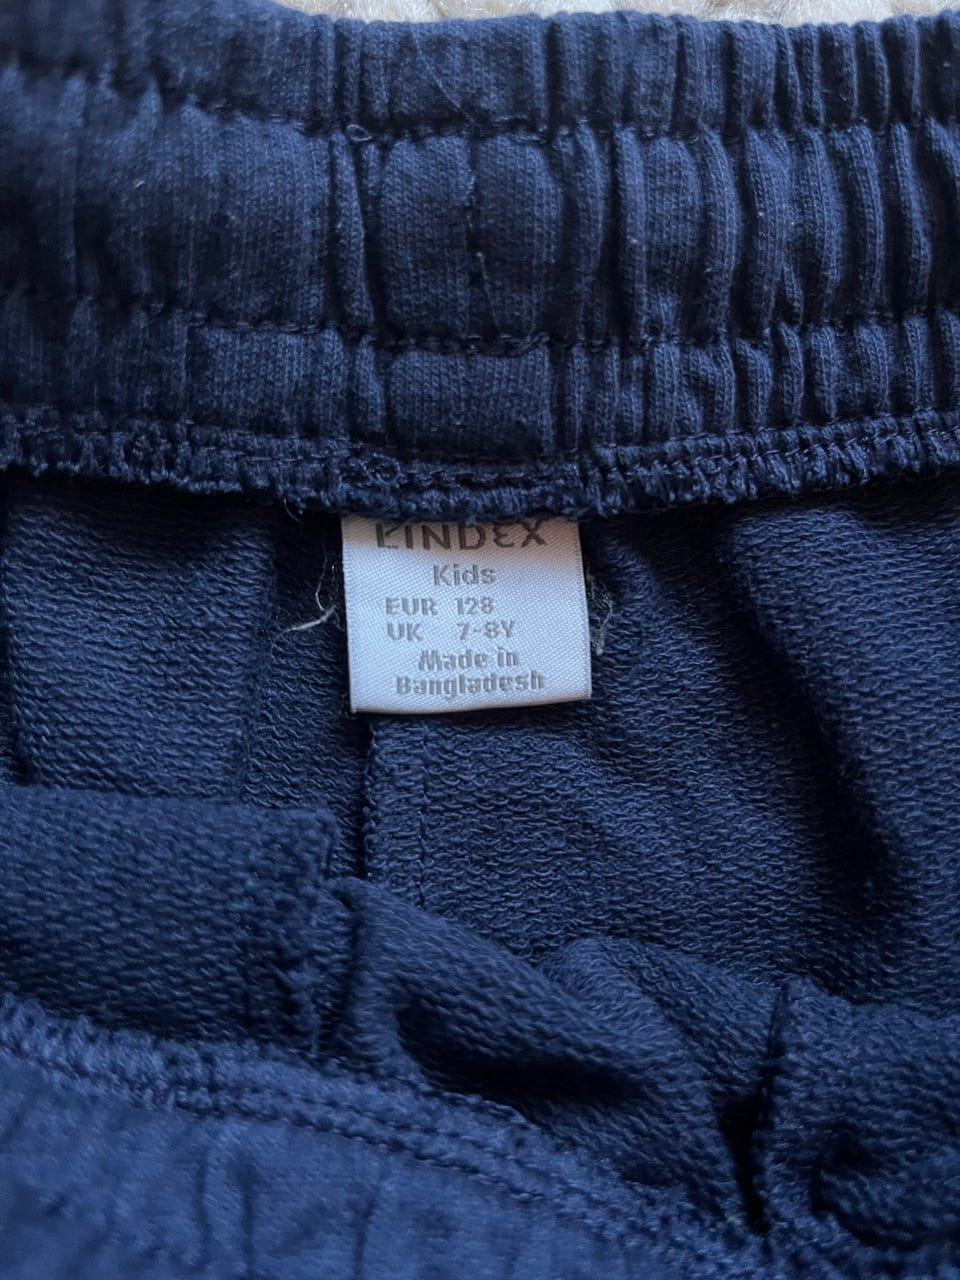 LINDEX
Kids
EUR 128
UK 7-8Y
Made in
Bangladesh